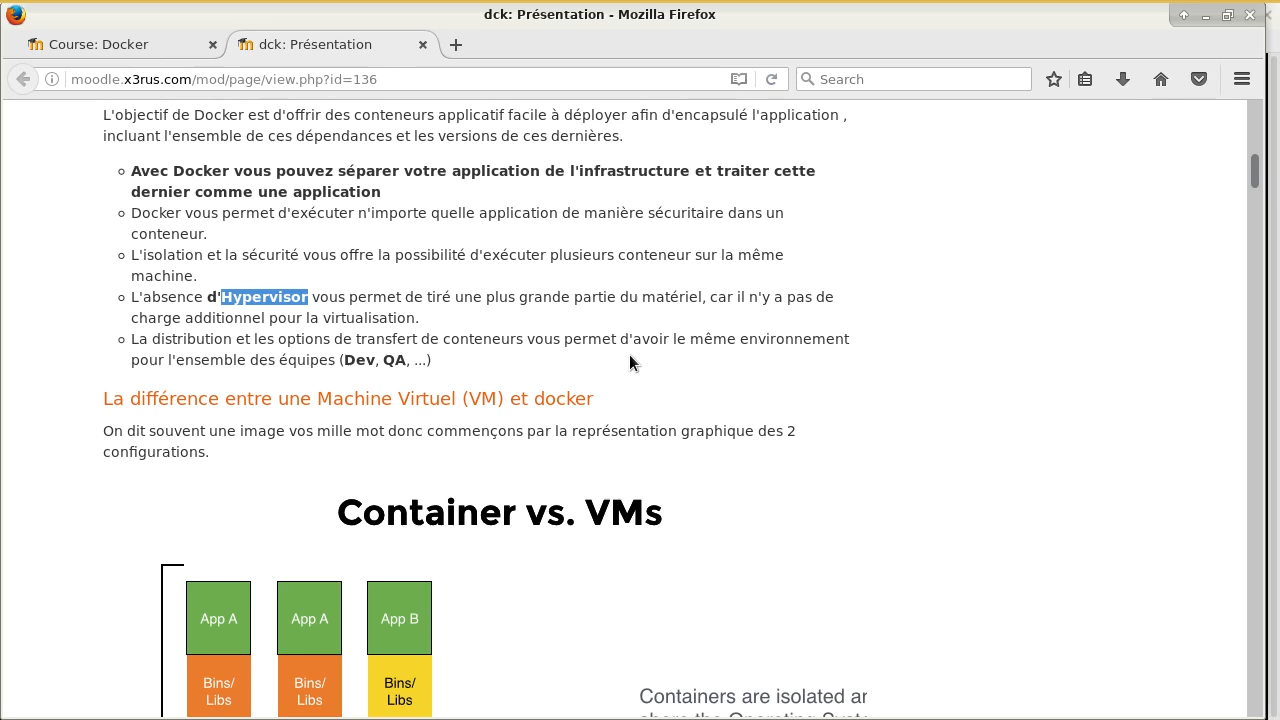 dck: Présentation - Mozilla Firefox
Course: Docker
dck: Présentation
moodle.x3rus.com/mod/page/view.php?id=136
Search
L'objectif de Docker est d'offrir des conteneurs applicatif facile à déployer afin d'encapsulé l'application ,
incluant l'ensemble de ces dépendances et les versions de ces dernières.
Avec Docker vous pouvez séparer votre application de l'infrastructure et traiter cette
dernier comme une application
Docker vous permet d'exécuter n'importe quelle application de manière sécuritaire dans un
conteneur.
L'isolation et la sécurité vous offre la possibilité d'exécuter plusieurs conteneur sur la même
machine.
L'absence d'Hypervisor vous permet de tiré une plus grande partie du matériel, car il n'y a pas de
charge additionnel pour la virtualisation.
La distribution et les options de transfert de conteneurs vous permet d'avoir le même environnement
pour l'ensemble des équipes (Dev, QA, ...)
La différence entre une Machine Virtuel (VM) et docker
On dit souvent une image vos mille mot donc commençons par la représentation graphique des 2
configurations.
Container vs. VMs
App A
App A
App B
Bins/
Libs
Bins/
Libs
Bins/
Libs
Containers are isolated